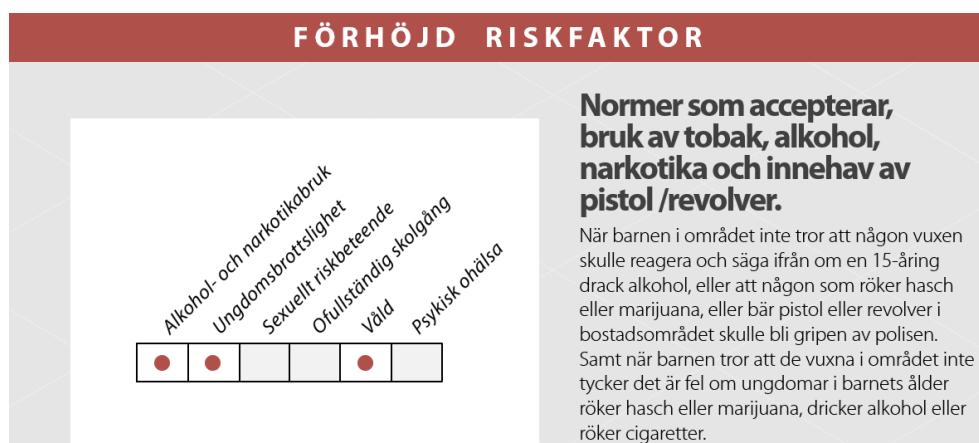 FÖRHÖJD RISKFAKTOR
Alkohol- och narkotikabruk
Ungdomsbrottslighet
Sexuellt riskbeteende
Ofullständig skolgång
Våld
Psykisk ohälsa
Normer som accepterar,
bruk av tobak, alkohol,
narkotika och innehav av
pistol /revolver.
När barnen i området inte tror att någon vuxen
skulle reagera och säga ifrån om en 15-åring
drack alkohol, eller att någon som röker hasch
eller marijuana, eller bär pistol eller revolver i
bostadsområdet skulle bli gripen av polisen.
Samt när barnen tror att de vuxna i området inte
tycker det är fel om ungdomar i barnets ålder
röker hasch eller marijuana, dricker alkohol eller
röker cigaretter.